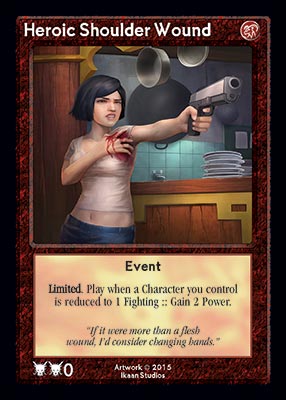 Heroic Shoulder Wound
Event
Limited. Play when a Character you control
is reduced to 1 Fighting :: Gain 2 Power.
"If it were more than a flesh
wound, I'd consider changing hands."
0
Artwork © 2015
Ikaan Studios